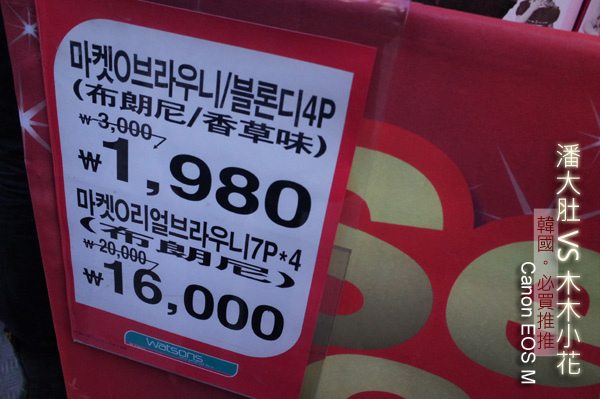 마켓O브라우니/블론디4P
(布朗尼/香草味)
₩3,000
₩1,980
마켓O리얼브라우니7P*4
(布朗尼)
₩20,000
₩16,000
watsons
Se
潘大肚 VS 木木小花
韓國。必買推推
Canon EOS M